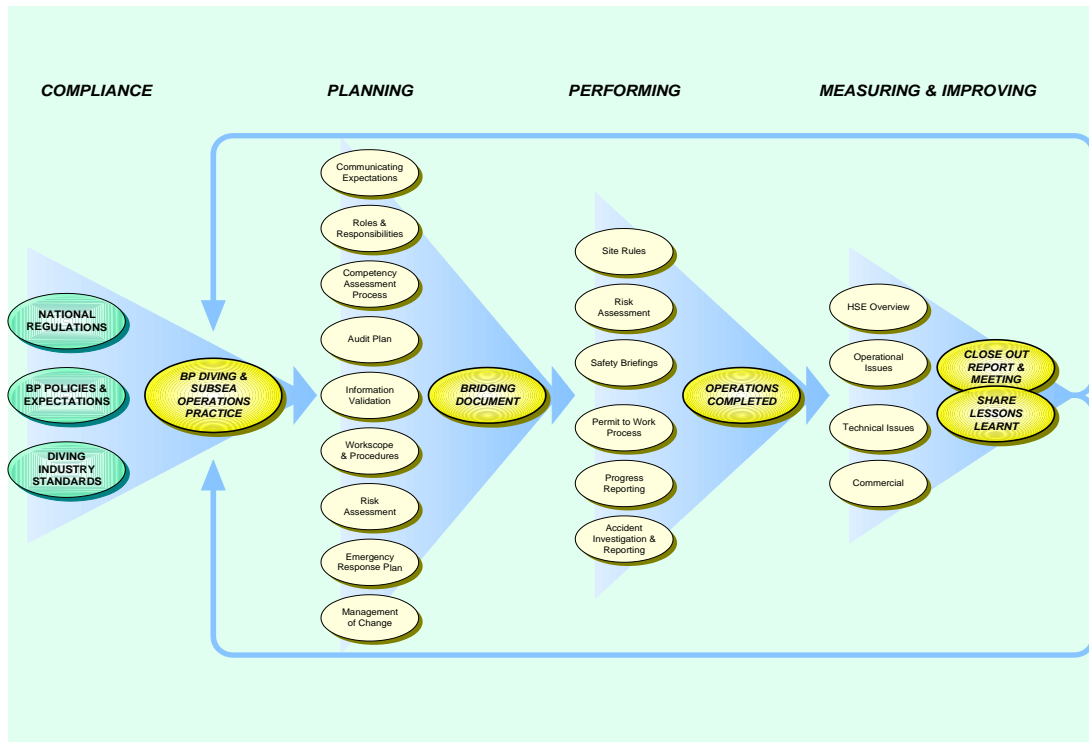 COMPLIANCE
PLANNING
PERFORMING
MEASURING & IMPROVING
NATIONAL
REGULATIONS
BP POLICIES &
EXPECTATIONS
DIVING
INDUSTRY
STANDARDS
BP DIVING &
SUBSEA
OPERATIONS
PRACTICE
Communicating
Expectations
Roles &
Responsibilities
Competency
Assessment
Process
Audit Plan
Information
Validation
Workscope
& Procedures
Risk
Assessment
Emergency
Response Plan
Management
of Change
BRIDGING
DOCUMENT
Site Rules
Risk
Assessment
Safety Briefings
Permit to Work
Process
Progress
Reporting
Accident
Investigation &
Reporting
OPERATIONS
COMPLETED
HSE Overview
Operational
Issues
Technical Issues
Commercial
CLOSE OUT
REPORT &
MEETING
SHARE
LESSONS
LEARNT